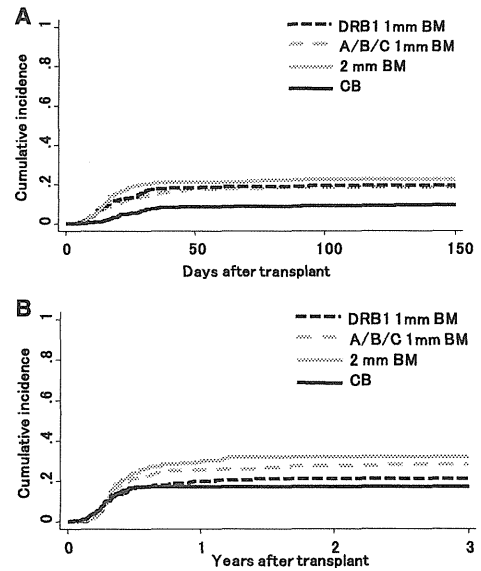 A
DRB1 1mm BM
A/B/C 1mm BM
2 mm BM
CB
Cumulative incidence
1
.8
.6
.4
.2
0
0
50
100
150
Days after transplant
B
DRB1 1mm BM
A/B/C 1mm BM
2 mm BM
CB
Cumulative incidence
1
.8
.6
.4
.2
0
0
1
2
3
Years after transplant